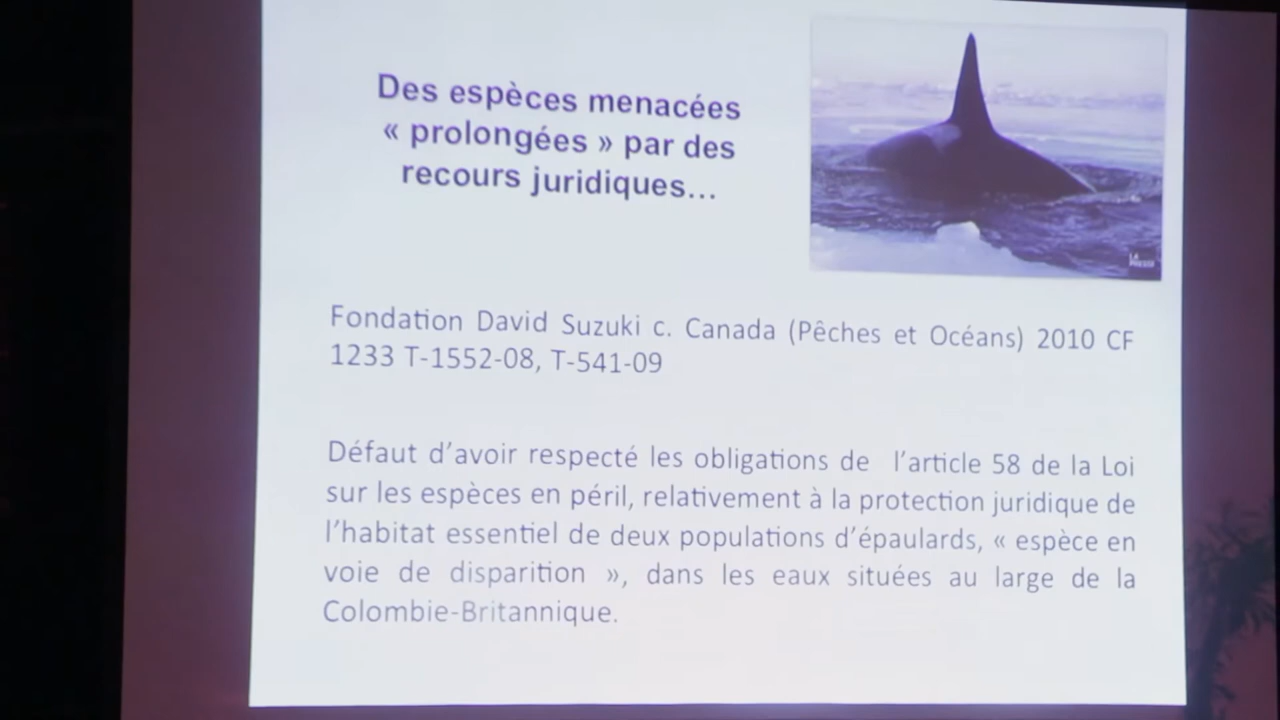 Des espèces menacées
« prolongées » par des
recours juridiques…
Fondation David Suzuki c. Canada (Pêches et Océans) 2010 CF
1233 T-1552-08, T-541-09
Défaut d’avoir respecté les obligations de l’article 58 de la Loi
sur les espèces en péril, relativement à la protection juridique de
l’habitat essentiel de deux populations d’épaulards, « espèce en
voie de disparition », dans les eaux situées au large de la
Colombie-Britannique.